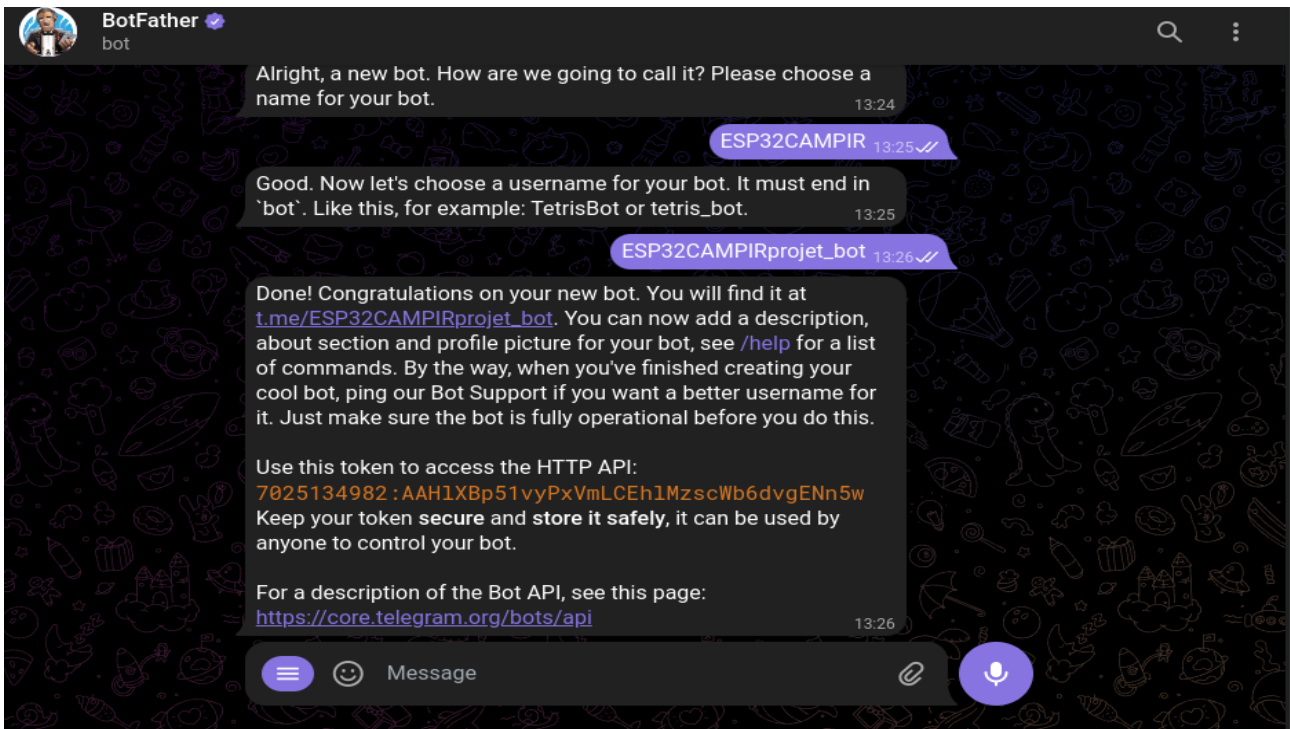 BotFather
bot
Alright, a new bot. How are we going to call it? Please choose a
name for your bot.
13:24
ESP32CAMPIR 13:25
Good. Now let's choose a username for your bot. It must end in
`bot`. Like this, for example: TetrisBot or tetris_bot.
13:25
ESP32CAMPIRprojet_bot 13:26
Done! Congratulations on your new bot. You will find it at
t.me/ESP32CAMPIRprojet_bot. You can now add a description,
about section and profile picture for your bot, see /help for a list
of commands. By the way, when you've finished creating your
cool bot, ping our Bot Support if you want a better username for
it. Just make sure the bot is fully operational before you do this.
Use this token to access the HTTP API:
7025134982:AAHlXBp51vyPxVmLCEhlMzscWb6dvgENn5w
Keep your token secure and store it safely, it can be used by
anyone to control your bot.
For a description of the Bot API, see this page:
https://core.telegram.org/bots/api
13:26
Message